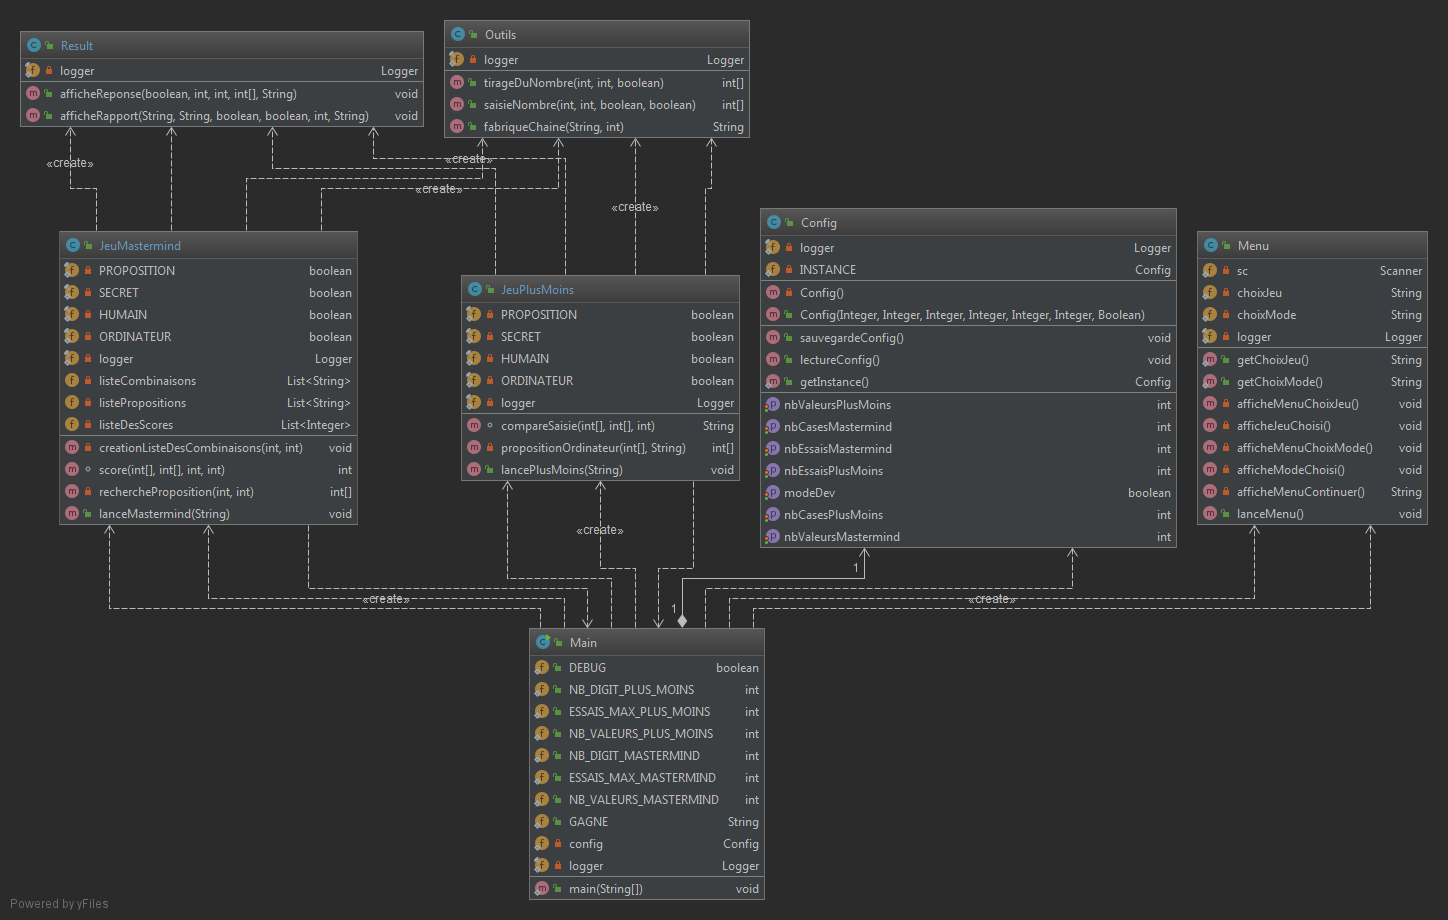 Result
logger Logger
afficheReponse(boolean, int, int, int[], String) void
afficheRapport(String, String, boolean, boolean, int, String) void
Outils
logger Logger
tirageDuNombre(int, int, boolean) int[]
saisieNombre(int, int, boolean, boolean) int[]
fabriqueChaine(String, int) String
«create»
«create»
«create»
«create»
JeuMastermind
PROPOSITION boolean
SECRET boolean
HUMAIN boolean
ORDINATEUR boolean
logger Logger
listeCombinaisons List<String>
listePropositions List<String>
listeDesScores List<Integer>
creationListeDesCombinaisons(int, int) void
score(int[], int[], int, int) int
rechercheProposition(int, int) int[]
lanceMastermind(String) void
JeuPlusMoins
PROPOSITION boolean
SECRET boolean
HUMAIN boolean
ORDINATEUR boolean
logger Logger
compareSaisie(int[], int[], int) String
propositionOrdinateur(int[], String) int[]
lancePlusMoins(String) void
Config
logger Logger
INSTANCE Config
Config()
Config(Integer, Integer, Integer, Integer, Integer, Integer, Boolean)
sauvegardeConfig() void
lectureConfig() void
getInstance() Config
nbValeursPlusMoins int
nbCasesMastermind int
nbEssaisMastermind int
nbEssaisPlusMoins int
modeDev boolean
nbCasesPlusMoins int
nbValeursMastermind int
Menu
sc Scanner
choixJeu String
choixMode String
logger Logger
getChoixJeu() String
getChoixMode() String
afficheMenuChoixJeu() void
afficheJeuChoisi() void
afficheMenuChoixMode() void
afficheModeChoisi() void
afficheMenuContinuer() String
lanceMenu() void
«create»
1
«create»
1
«create»
Main
DEBUG boolean
NB_DIGIT_PLUS_MOINS int
ESSAIS_MAX_PLUS_MOINS int
NB_VALEURS_PLUS_MOINS int
NB_DIGIT_MASTERMIND int
ESSAIS_MAX_MASTERMIND int
NB_VALEURS_MASTERMIND int
GAGNE String
config Config
logger Logger
main(String[]) void
Powered by yFiles